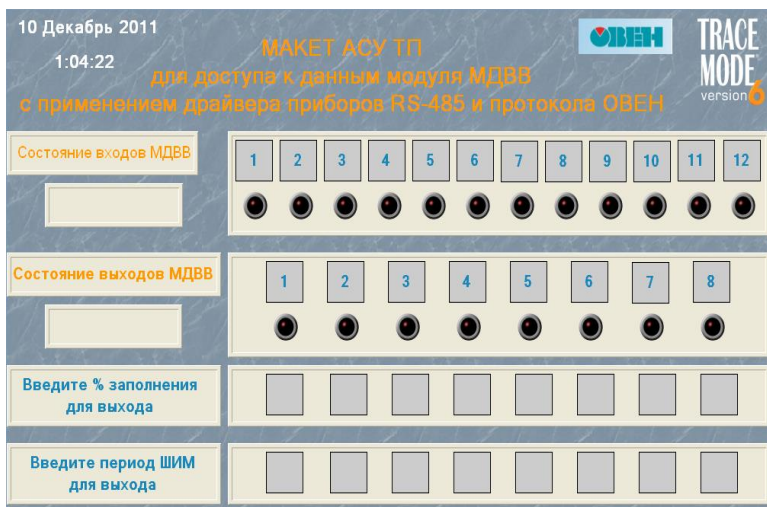 10 Декабрь 2011
1:04:22
МАКЕТ АСУ ТП
для доступа к данным модуля МДВВ
с применением драйвера приборов RS-485 и протокола ОВЕН
ОВЕН
TRACE
MODE
version 6
Состояние входов МДВВ
1 2 3 4 5 6 7 8 9 10 11 12
Состояние выходов МДВВ
1 2 3 4 5 6 7 8
Введите % заполнения
для выхода
Введите период ШИМ
для выхода